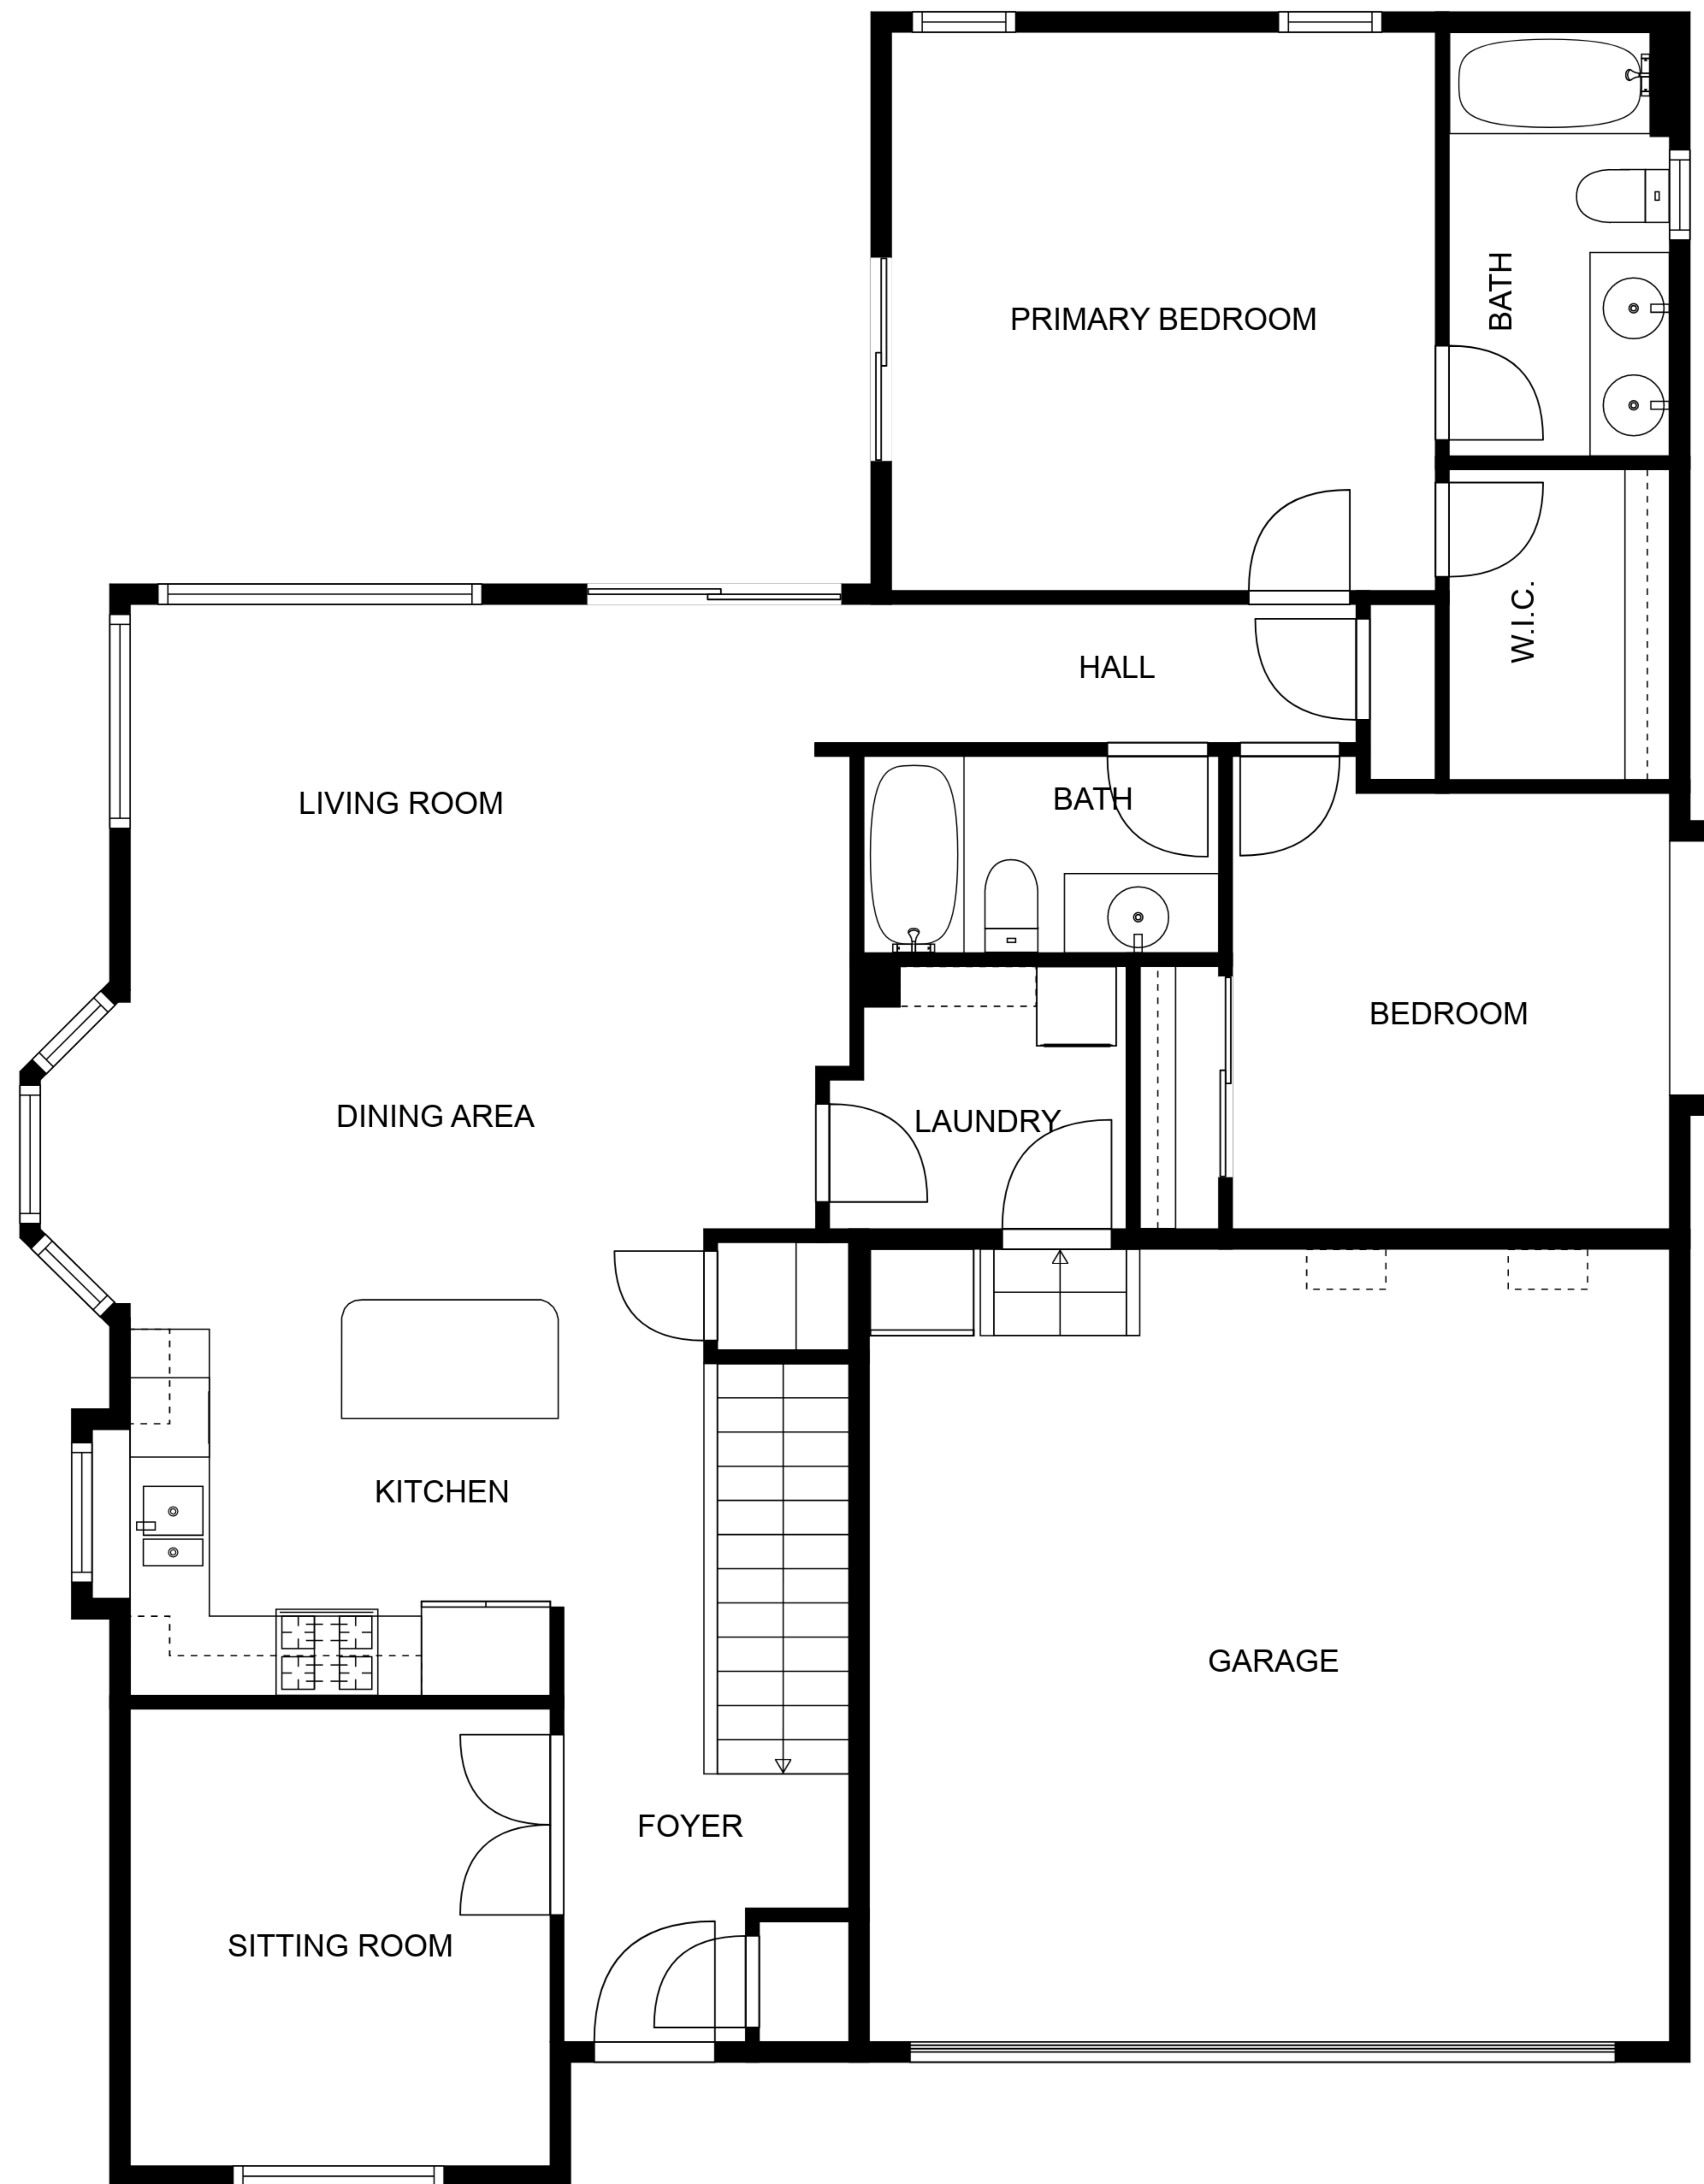 PRIMARY BEDROOM
BATH
W.I.C.
HALL
LIVING ROOM
BATH
BEDROOM
DINING AREA
LAUNDRY
KITCHEN
GARAGE
FOYER
SITTING ROOM